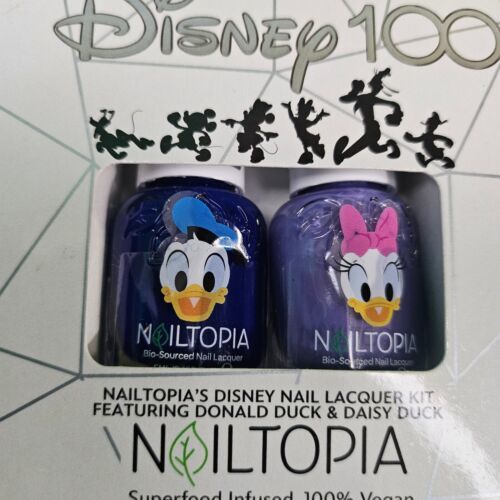 Disney 100
NAILTOPIA
Bio-Sourced Nail Lacquer
NAILTOPIA
Bio-Sourced Nail Lacquer
NAILTOPIA'S DISNEY NAIL LACQUER KIT
FEATURING DONALD DUCK & DAISY DUCK
NAILTOPIA
Superfood Infused, 100% Vegan